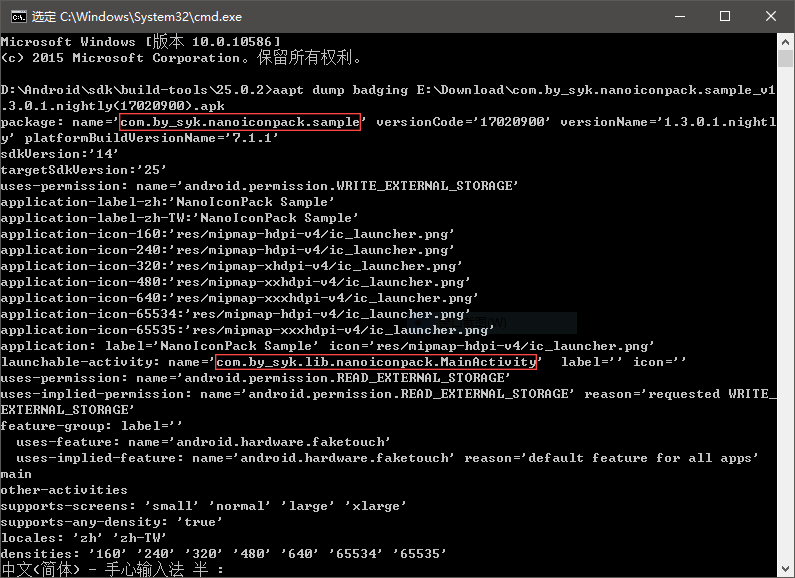 选定 C:\Windows\System32\cmd.exe
Microsoft Windows [版本 10.0.10586]
(c) 2015 Microsoft Corporation。保留所有权利。
D:\Android\sdk\build-tools\25.0.2>aapt dump badging E:\Download\com.by_syk.nanoiconpack.sample_v1
.3.0.1.nightly(17020900).apk
package: name='com.by_syk.nanoiconpack.sample' versionCode='17020900' versionName='1.3.0.1.nightl
y' platformBuildVersionName='7.1.1'
sdkVersion:'14'
targetSdkVersion:'25'
uses-permission: name='android.permission.WRITE_EXTERNAL_STORAGE'
application-label-zh:'NanoIconPack Sample'
application-label-zh-TW:'NanoIconPack Sample'
application-icon-160:'res/mipmap-hdpi-v4/ic_launcher.png'
application-icon-240:'res/mipmap-hdpi-v4/ic_launcher.png'
application-icon-320:'res/mipmap-xhdpi-v4/ic_launcher.png'
application-icon-480:'res/mipmap-xxhdpi-v4/ic_launcher.png'
application-icon-640:'res/mipmap-xxxhdpi-v4/ic_launcher.png'
application-icon-65534:'res/mipmap-hdpi-v4/ic_launcher.png'
application-icon-65535:'res/mipmap-xxxhdpi-v4/ic_launcher.png'
application: label='NanoIconPack Sample' icon='res/mipmap-hdpi-v4/ic_launcher.png'
launchable-activity: name='com.by_syk.lib.nanoiconpack.MainActivity'  label='' icon=''
uses-permission: name='android.permission.READ_EXTERNAL_STORAGE'
uses-implied-permission: name='android.permission.READ_EXTERNAL_STORAGE' reason='requested WRITE_
EXTERNAL_STORAGE'
feature-group: label=''
  uses-feature: name='android.hardware.faketouch'
  uses-implied-feature: name='android.hardware.faketouch' reason='default feature for all apps'
main
other-activities
supports-screens: 'small' 'normal' 'large' 'xlarge'
supports-any-density: 'true'
locales: 'zh' 'zh-TW'
densities: '160' '240' '320' '480' '640' '65534' '65535'
中文(简体) - 手心输入法 半 :